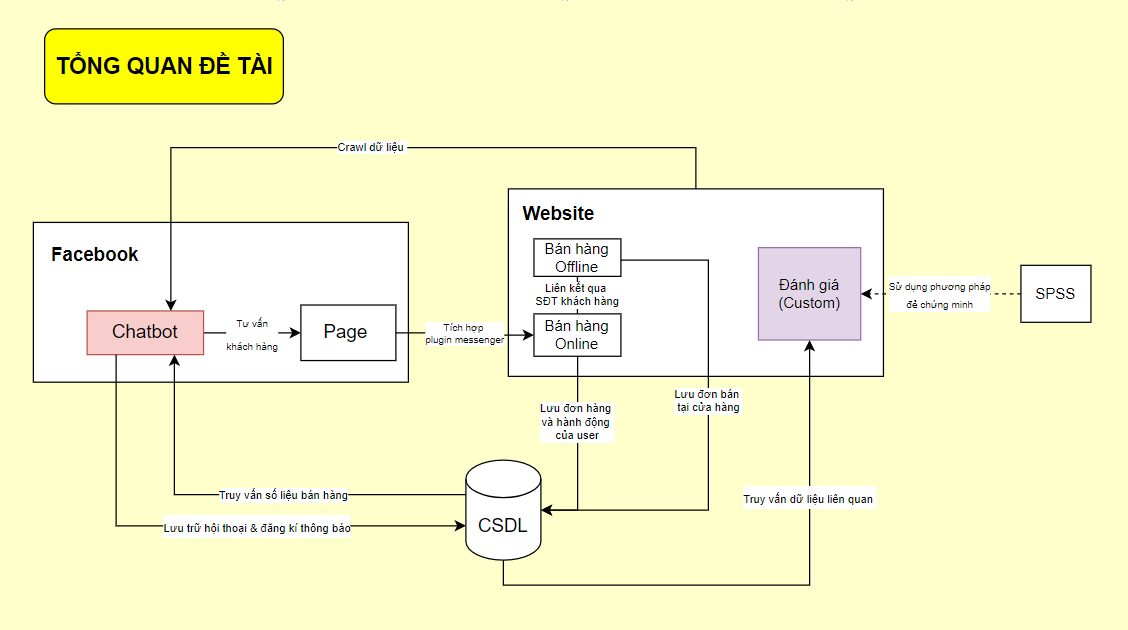 TỔNG QUAN ĐỀ TÀI
Crawl dữ liệu
Website
Facebook
Bán hàng
Offline
Liên kết qua
SĐT khách hàng
Bán hàng
Online
Đánh giá
(Custom)
Sử dụng phương pháp
để chứng minh
SPSS
Chatbot
Tư vấn
khách hàng
Page
Tích hợp
plugin messenger
Lưu đơn hàng
và hành động
của user
Lưu đơn bán
tại cửa hàng
Truy vấn số liệu bán hàng
Lưu trữ hội thoại & đăng kí thông báo
CSDL
Truy vấn dữ liệu liên quan